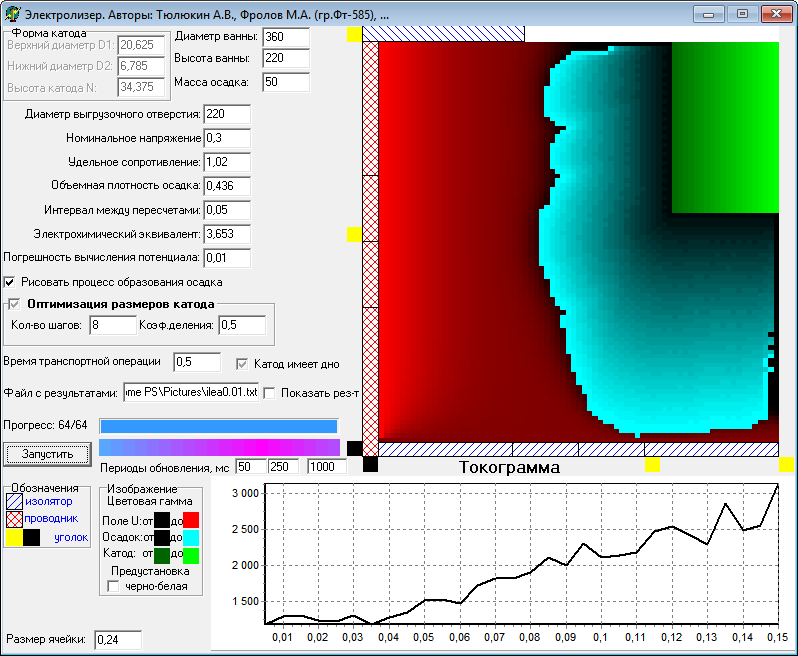 Электролизер. Авторы: Тюлюкин А.В., Фролов М.А. (гр.Фт-585), ...
Форма катода
Верхний диаметр D1: 20,625
Нижний диаметр D2: 6,785
Высота катода N: 34,375
Диаметр ванны: 360
Высота ванны: 220
Масса осадка: 50
Диаметр выгрузочного отверстия: 220
Номинальное напряжение 0,3
Удельное сопротивление: 1,02
Объемная плотность осадка: 0,436
Интервал между пересчетами: 0,05
Электрохимический эквивалент: 3,653
Погрешность вычисления потенциала: 0,01
Рисовать процесс образования осадка
Оптимизация размеров катода
Кол-во шагов: 8 Коэф.деления: 0,5
Время транспортной операции 0,5 Катод имеет дно
Файл с результатами: ome PS\Pictures\ilea0.01.txt Показать рез-т
Прогресс: 64/64
Запустить
Периоды обновления, мс 50 250 1000
Обозначения
изолятор
проводник
уголок
Изображение
Цветовая гамма
Поле U: от до
Осадок: от до
Катод: от до
Предустановка
черно-белая
Размер ячейки: 0,24
Токограмма
3 000
2 500
2 000
1 500
0,01 0,02 0,03 0,04 0,05 0,06 0,07 0,08 0,09 0,1 0,11 0,12 0,13 0,14 0,15